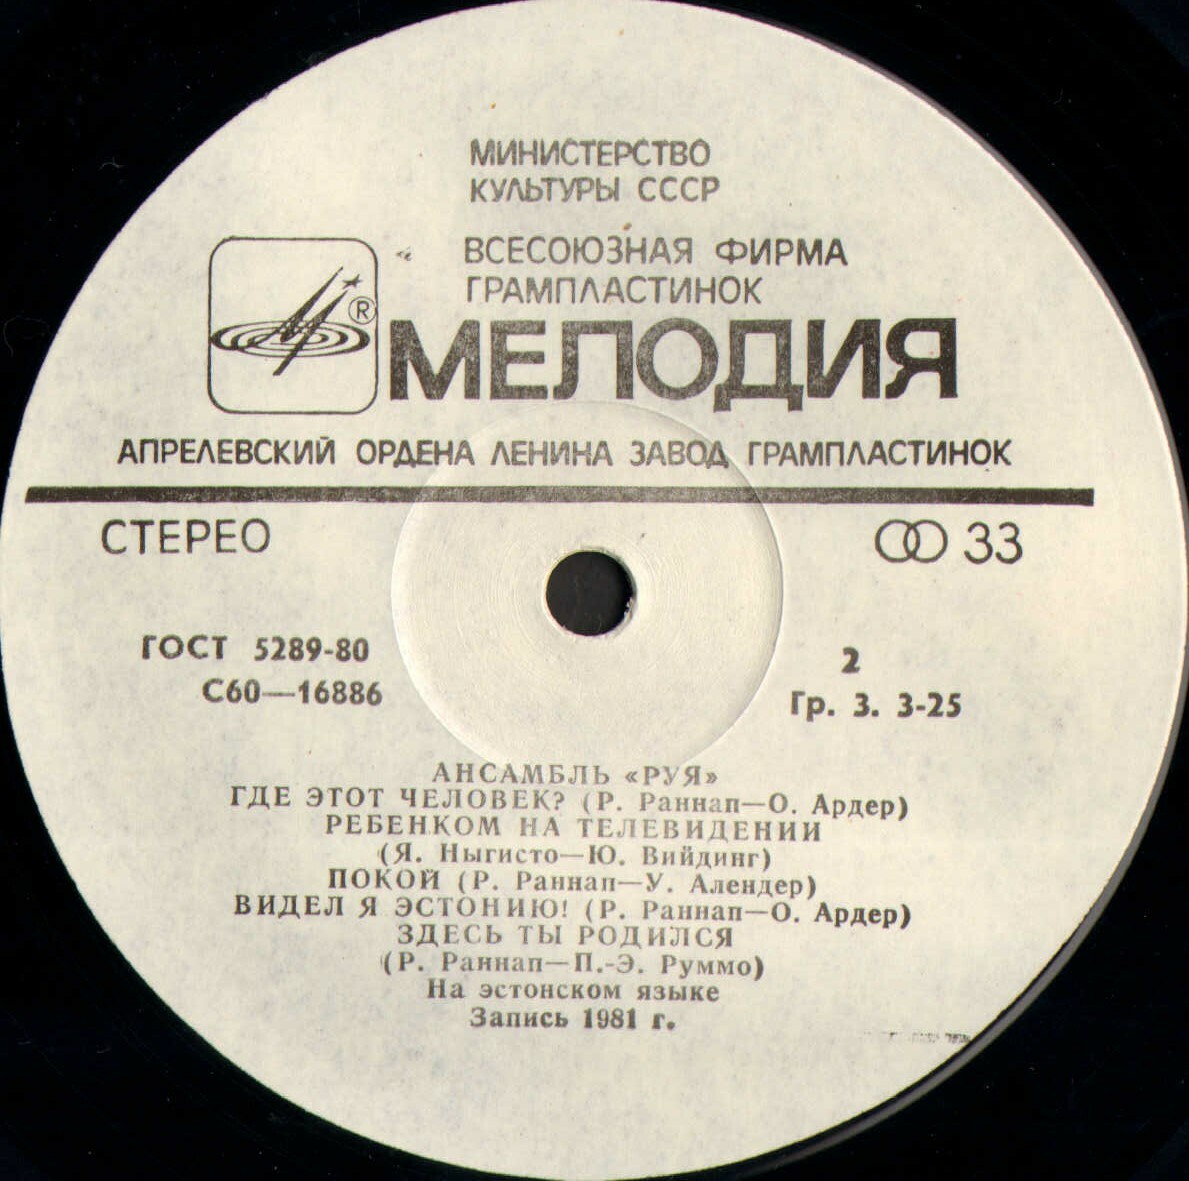 МИНИСТЕРСТВО
КУЛЬТУРЫ СССР
ВСЕСОЮЗНАЯ ФИРМА
ГРАМПЛАСТИНОК
®
МЕЛОДИЯ
АПРЕЛЕВСКИЙ ОРДЕНА ЛЕНИНА ЗАВОД ГРАМПЛАСТИНОК
СТЕРЕО
33
ГОСТ 5289-80
С60—16886
2
Гр. 3. 3-25
АНСАМБЛЬ «РУЯ»
ГДЕ ЭТОТ ЧЕЛОВЕК? (Р. Раннап—О. Ардер)
РЕБЕНКОМ НА ТЕЛЕВИДЕНИИ
(Я. Ныгисто—Ю. Вийдинг)
ПОКОЙ (Р. Раннап—У. Алендер)
ВИДЕЛ Я ЭСТОНИЮ! (Р. Раннап—О. Ардер)
ЗДЕСЬ ТЫ РОДИЛСЯ
(Р. Раннап—П.-Э. Руммо)
На эстонском языке
Запись 1981 г.